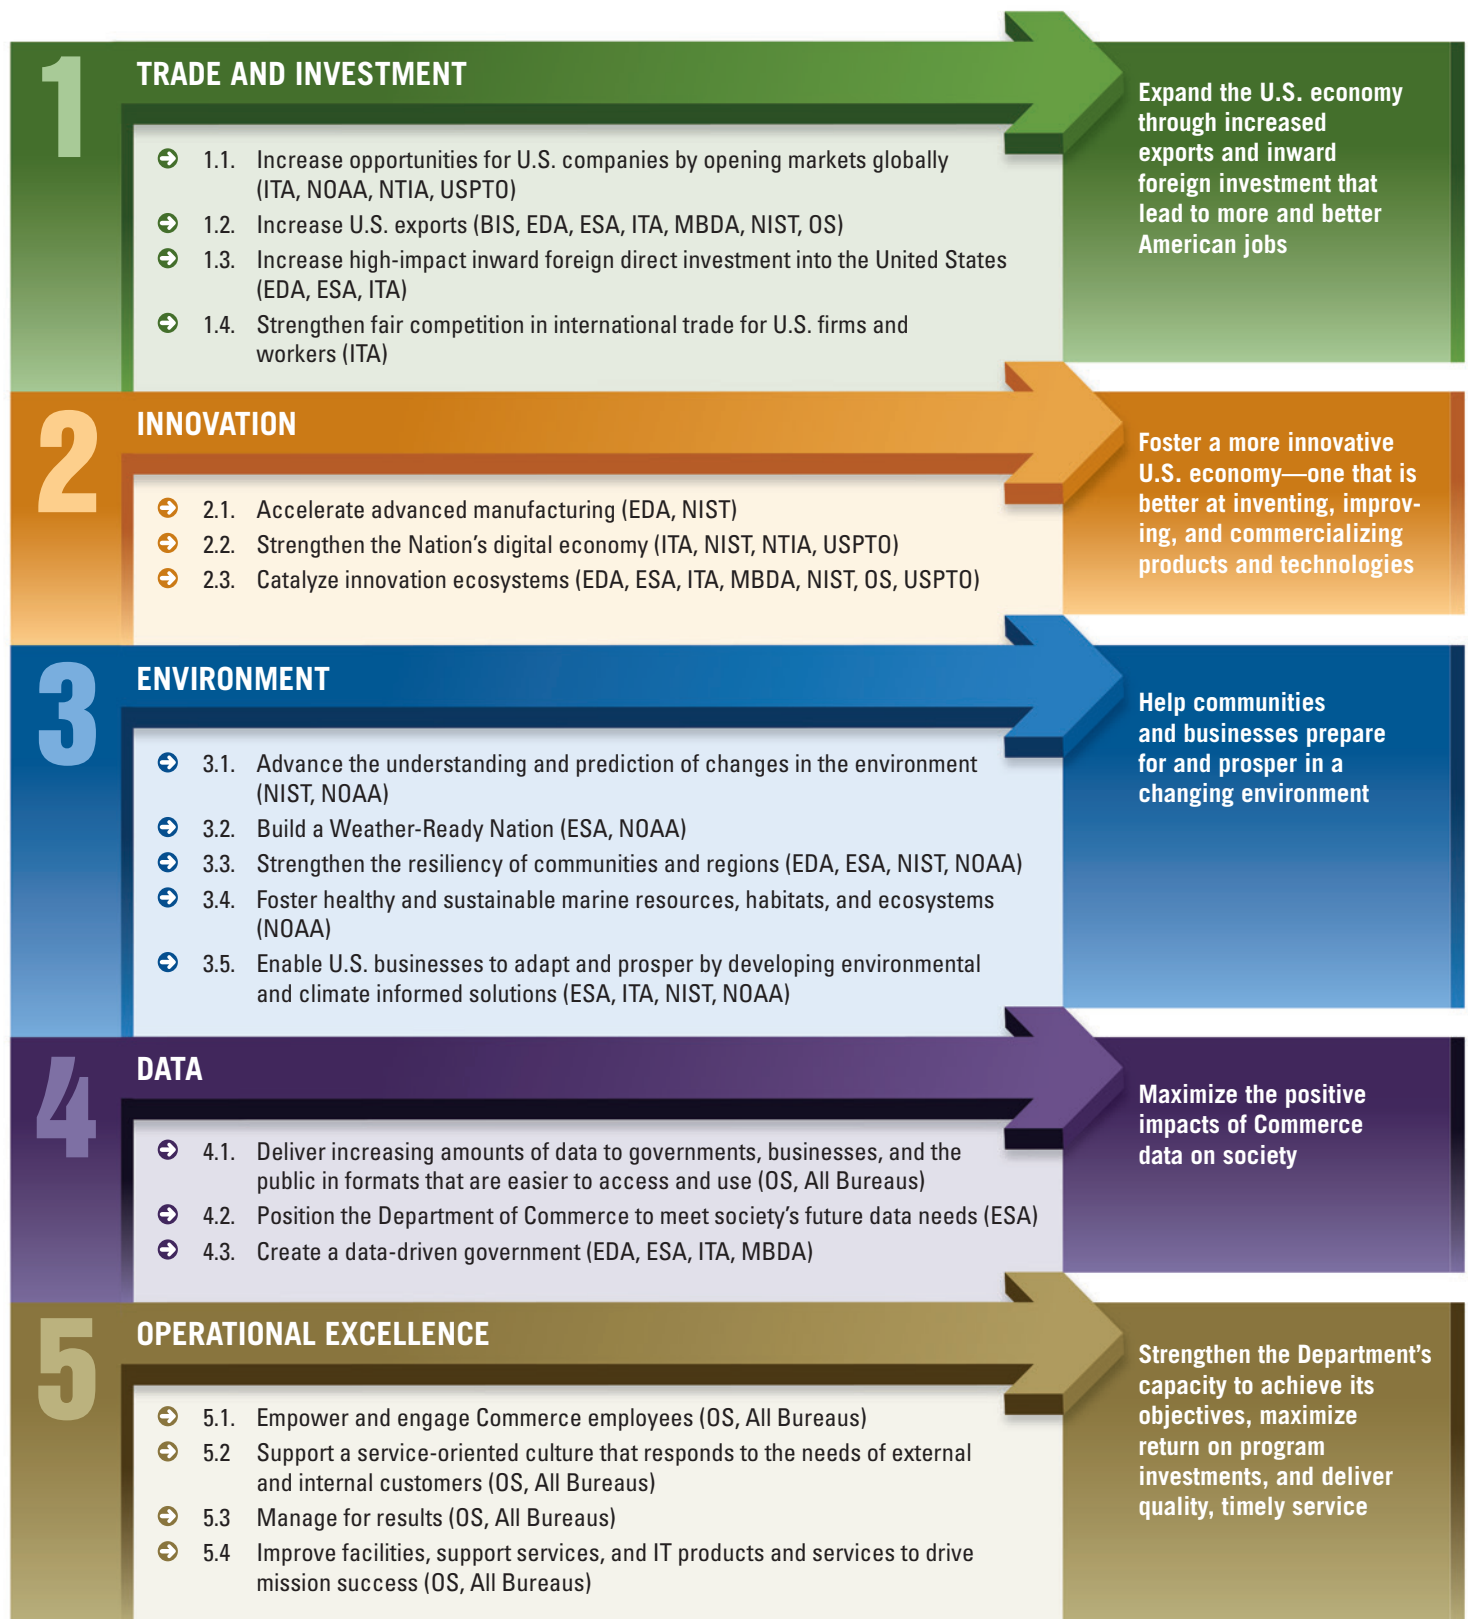 1
TRADE AND INVESTMENT
1.1. Increase opportunities for U.S. companies by opening markets globally
(ITA, NOAA, NTIA, USPTO)
1.2. Increase U.S. exports (BIS, EDA, ESA, ITA, MBDA, NIST, OS)
1.3. Increase high-impact inward foreign direct investment into the United States
(EDA, ESA, ITA)
1.4. Strengthen fair competition in international trade for U.S. firms and
workers (ITA)
Expand the U.S. economy
through increased
exports and inward
foreign investment that
lead to more and better
American jobs
2
INNOVATION
2.1. Accelerate advanced manufacturing (EDA, NIST)
2.2. Strengthen the Nation’s digital economy (ITA, NIST, NTIA, USPTO)
2.3. Catalyze innovation ecosystems (EDA, ESA, ITA, MBDA, NIST, OS, USPTO)
Foster a more innovative
U.S. economy—one that is
better at inventing, improv-
ing, and commercializing
products and technologies
3
ENVIRONMENT
3.1. Advance the understanding and prediction of changes in the environment
(NIST, NOAA)
3.2. Build a Weather-Ready Nation (ESA, NOAA)
3.3. Strengthen the resiliency of communities and regions (EDA, ESA, NIST, NOAA)
3.4. Foster healthy and sustainable marine resources, habitats, and ecosystems
(NOAA)
3.5. Enable U.S. businesses to adapt and prosper by developing environmental
and climate informed solutions (ESA, ITA, NIST, NOAA)
Help communities
and businesses prepare
for and prosper in a
changing environment
4
DATA
4.1. Deliver increasing amounts of data to governments, businesses, and the
public in formats that are easier to access and use (OS, All Bureaus)
4.2. Position the Department of Commerce to meet society’s future data needs (ESA)
4.3. Create a data-driven government (EDA, ESA, ITA, MBDA)
Maximize the positive
impacts of Commerce
data on society
5
OPERATIONAL EXCELLENCE
5.1. Empower and engage Commerce employees (OS, All Bureaus)
5.2 Support a service-oriented culture that responds to the needs of external
and internal customers (OS, All Bureaus)
5.3 Manage for results (OS, All Bureaus)
5.4 Improve facilities, support services, and IT products and services to drive
mission success (OS, All Bureaus)
Strengthen the Department’s
capacity to achieve its
objectives, maximize
return on program
investments, and deliver
quality, timely service